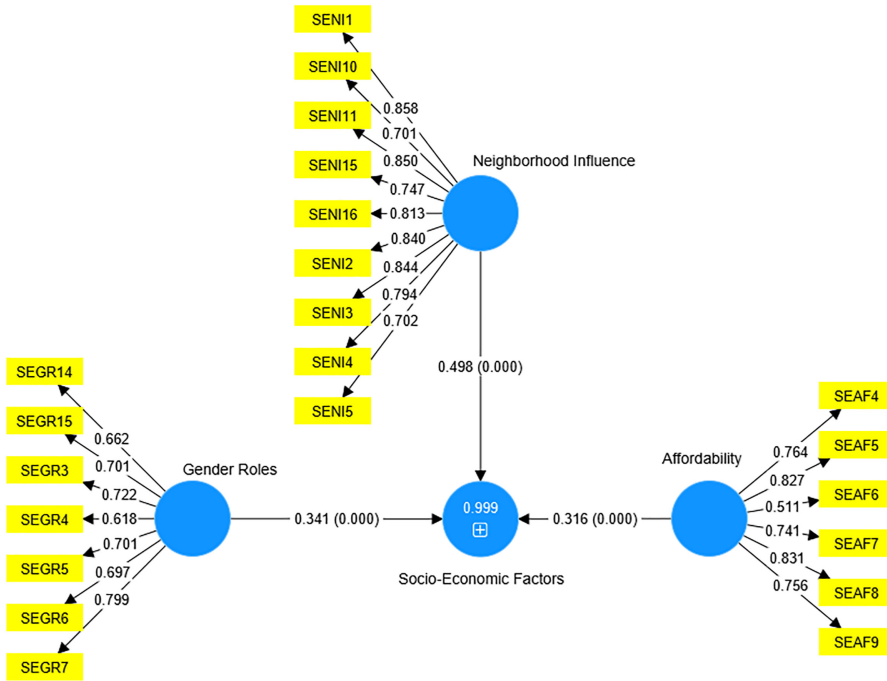 SENI1
SENI10
SENI11
SENI15
SENI16
SENI2
SENI3
SENI4
SENI5
0.858
0.701
0.850
0.747
0.813
0.840
0.844
0.794
0.702
Neighborhood Influence
0.498 (0.000)
SEGR14
SEGR15
SEGR3
SEGR4
SEGR5
SEGR6
SEGR7
0.662
0.701
0.722
0.618
0.701
0.697
0.799
Gender Roles
0.341 (0.000)
0.999
Socio-Economic Factors
0.316 (0.000)
Affordability
0.764
0.827
0.511
0.741
0.831
0.756
SEAF4
SEAF5
SEAF6
SEAF7
SEAF8
SEAF9